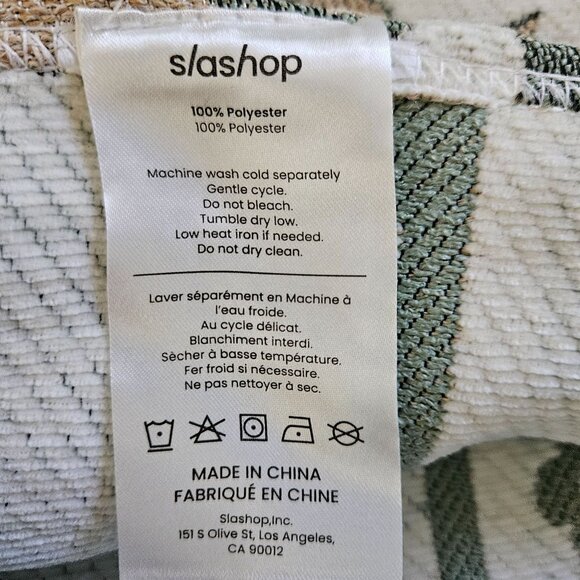 slashop
100% Polyester
100% Polyester
Machine wash cold separately
Gentle cycle.
Do not bleach.
Tumble dry low.
Low heat iron if needed.
Do not dry clean.
Laver séparément en Machine à
l'eau froide.
Au cycle délicat.
Blanchiment interdi.
Sècher à basse température.
Fer froid si nécessaire.
Ne pas nettoyer à sec.
MADE IN CHINA
FABRIQUÉ EN CHINE
Slashop,Inc.
151 S Olive St, Los Angeles,
CA 90012